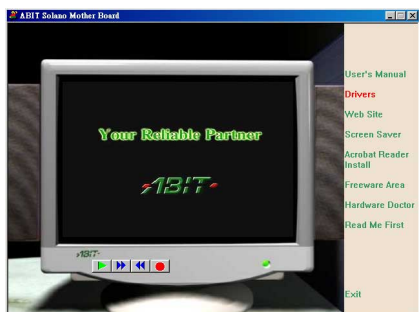 ABIT Solano Mother Board
User's Manual
Drivers
Web Site
Screen Saver
Acrobat Reader
Install
Freeware Area
Hardware Doctor
Read Me First
Exit
Your Reliable Partner
ABIT
ABIT